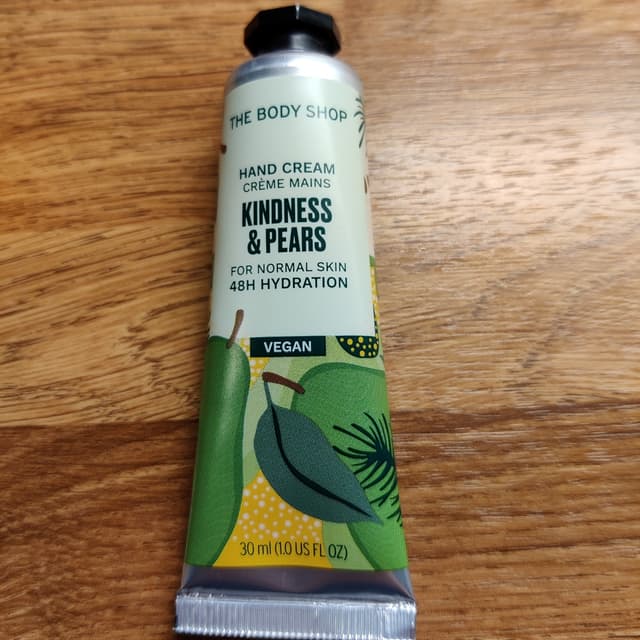 THE BODY SHOP
HAND CREAM
CRÈME MAINS
KINDNESS
& PEARS
FOR NORMAL SKIN
48H HYDRATION
VEGAN
30 ml (1.0 US FL OZ)